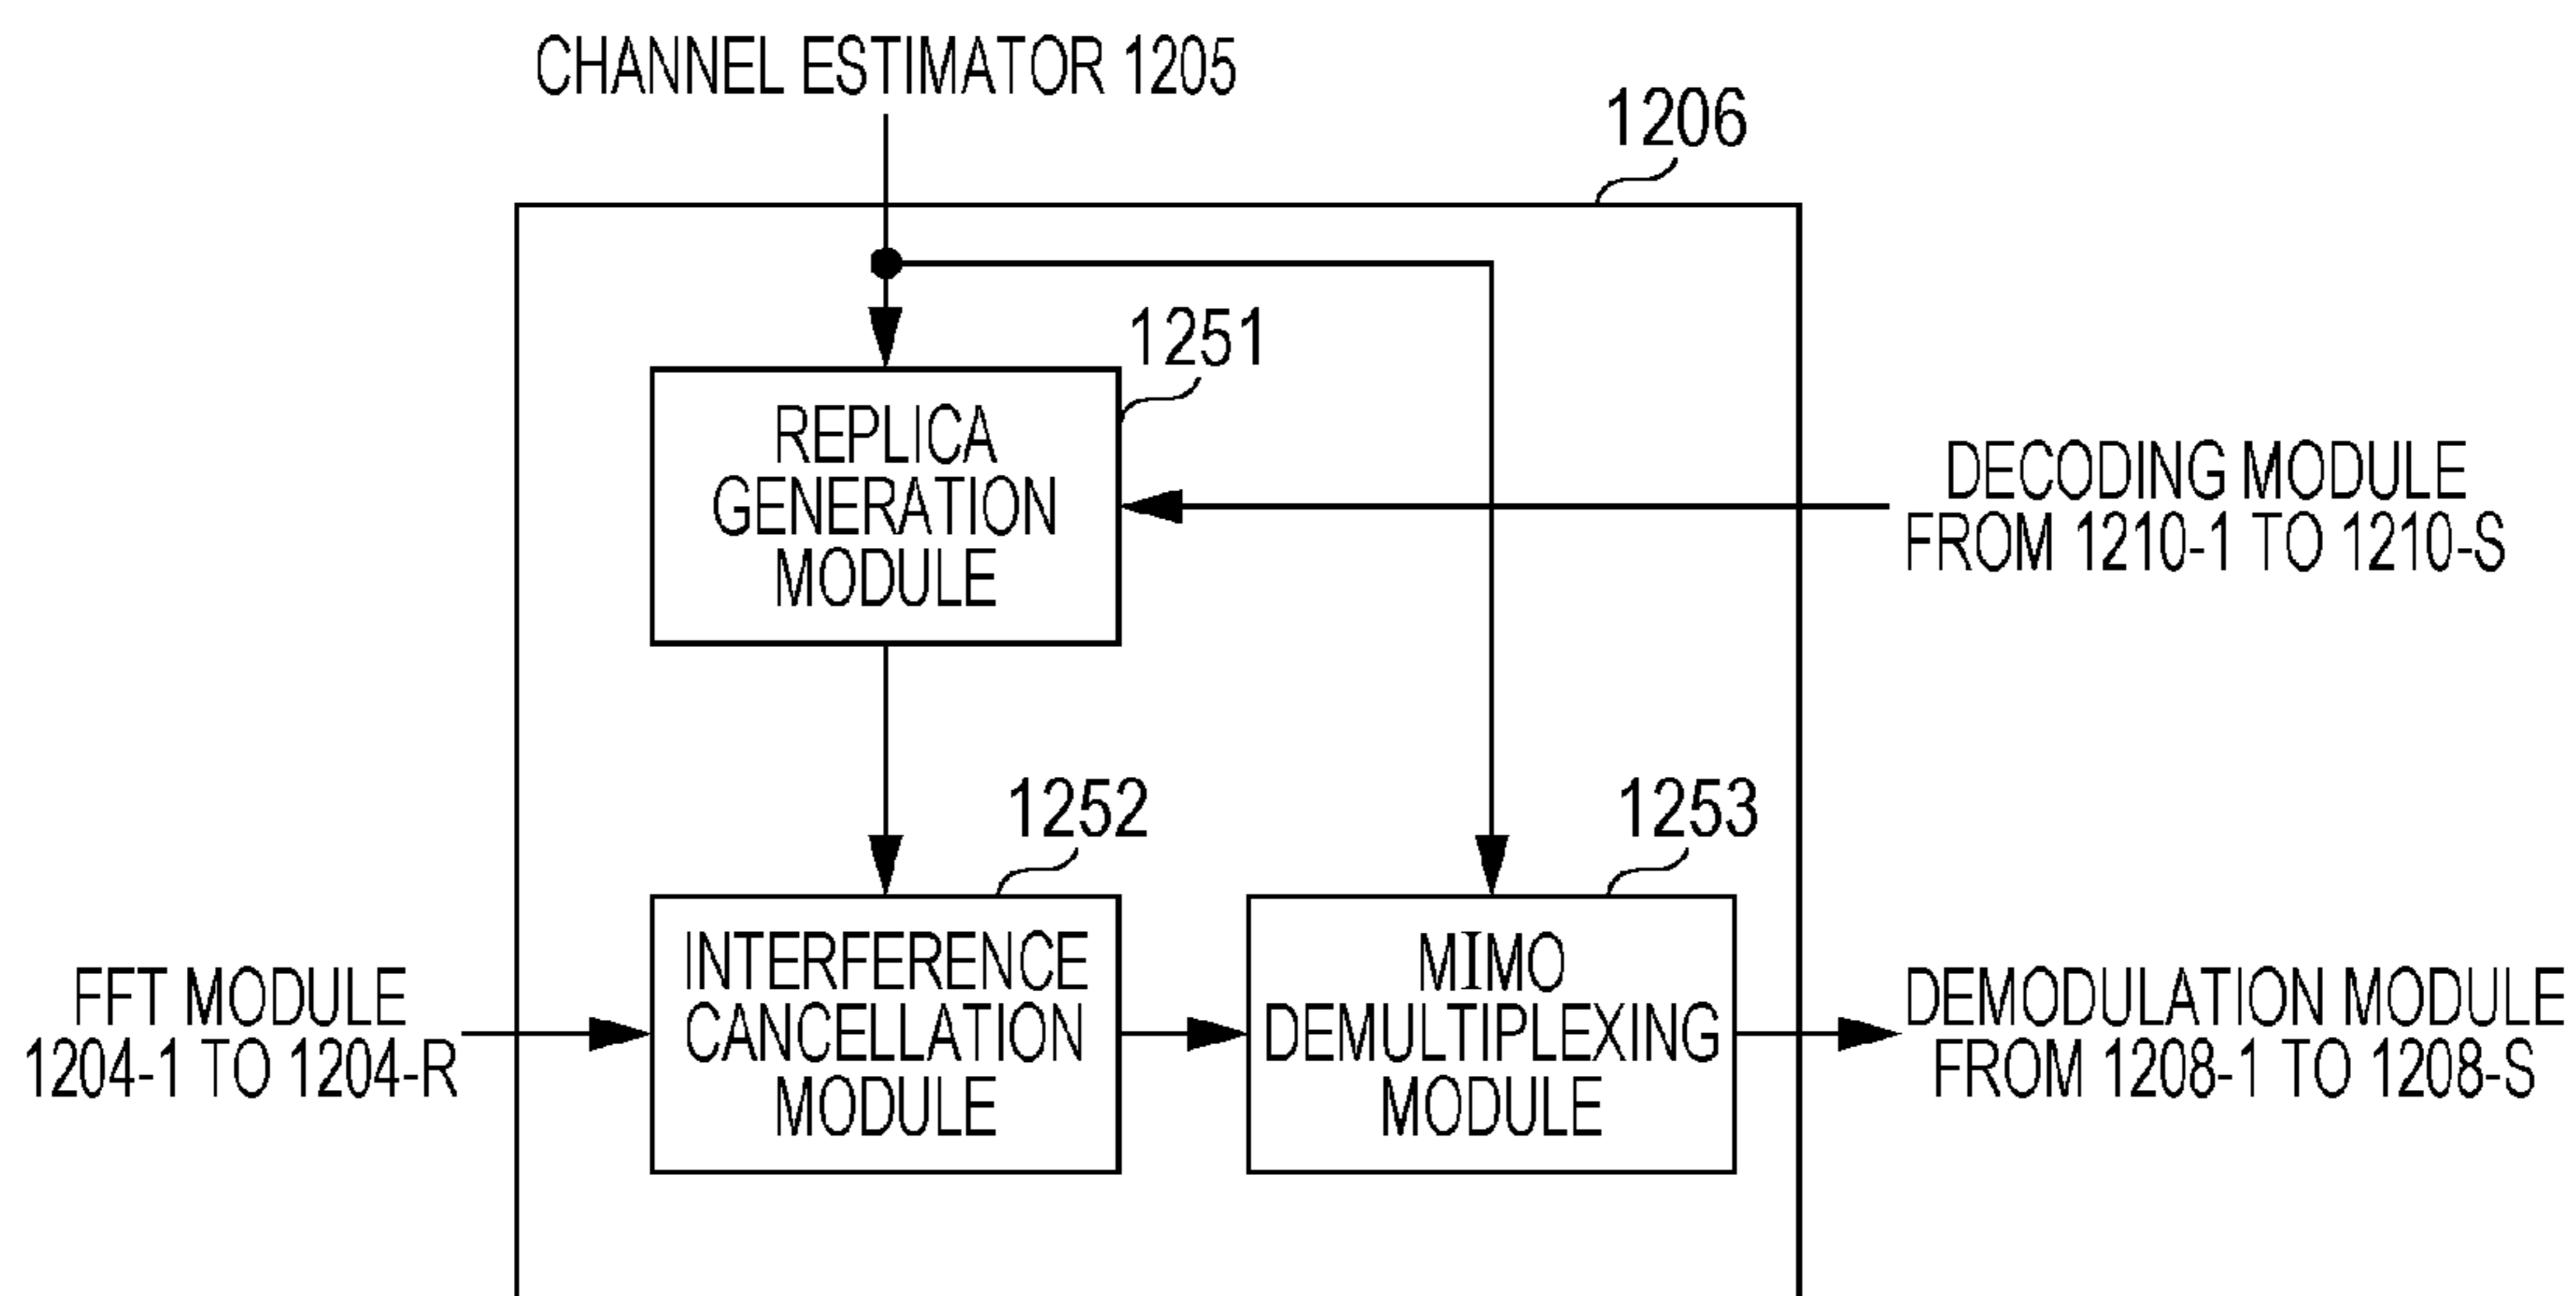 CHANNEL ESTIMATOR 1205
1206
1251
REPLICA
GENERATION
MODULE
DECODING MODULE
FROM 1210-1 TO 1210-S
1252
1253
FFT MODULE
1204-1 TO 1204-R
INTERFERENCE
CANCELLATION
MODULE
MIMO
DEMULTIPLEXING
MODULE
DEMODULATION MODULE
FROM 1208-1 TO 1208-S